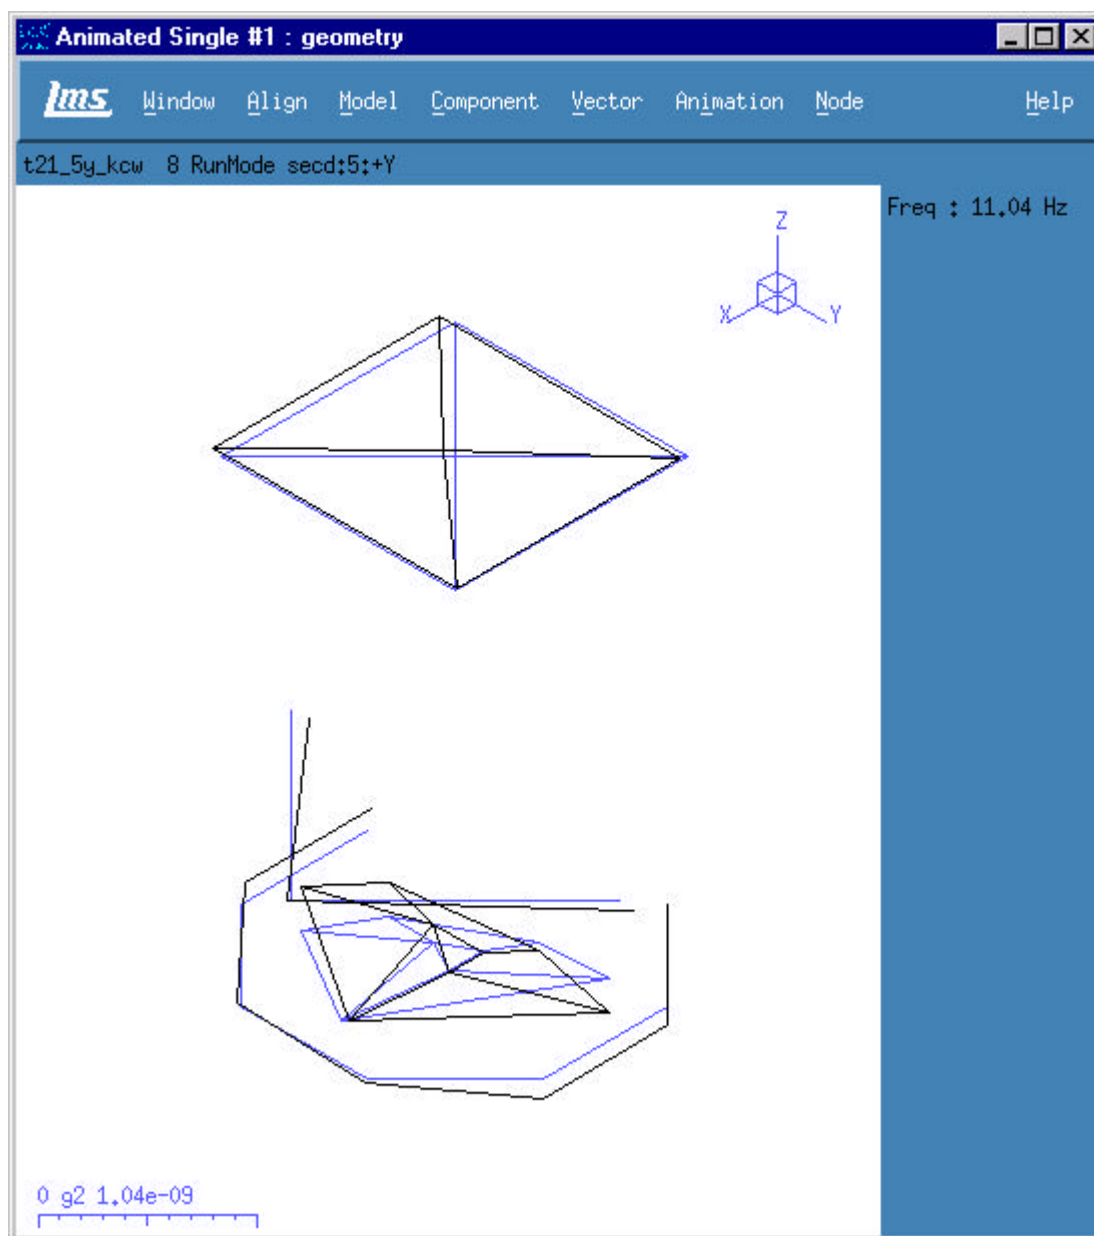 Animated Single #1 : geometry
lms Window Align Model Component Vector Animation Node Help
t21_5y_kcw 8 RunMode secd:5:+Y
Freq : 11.04 Hz
Z
X Y
0 g2 1.04e-09